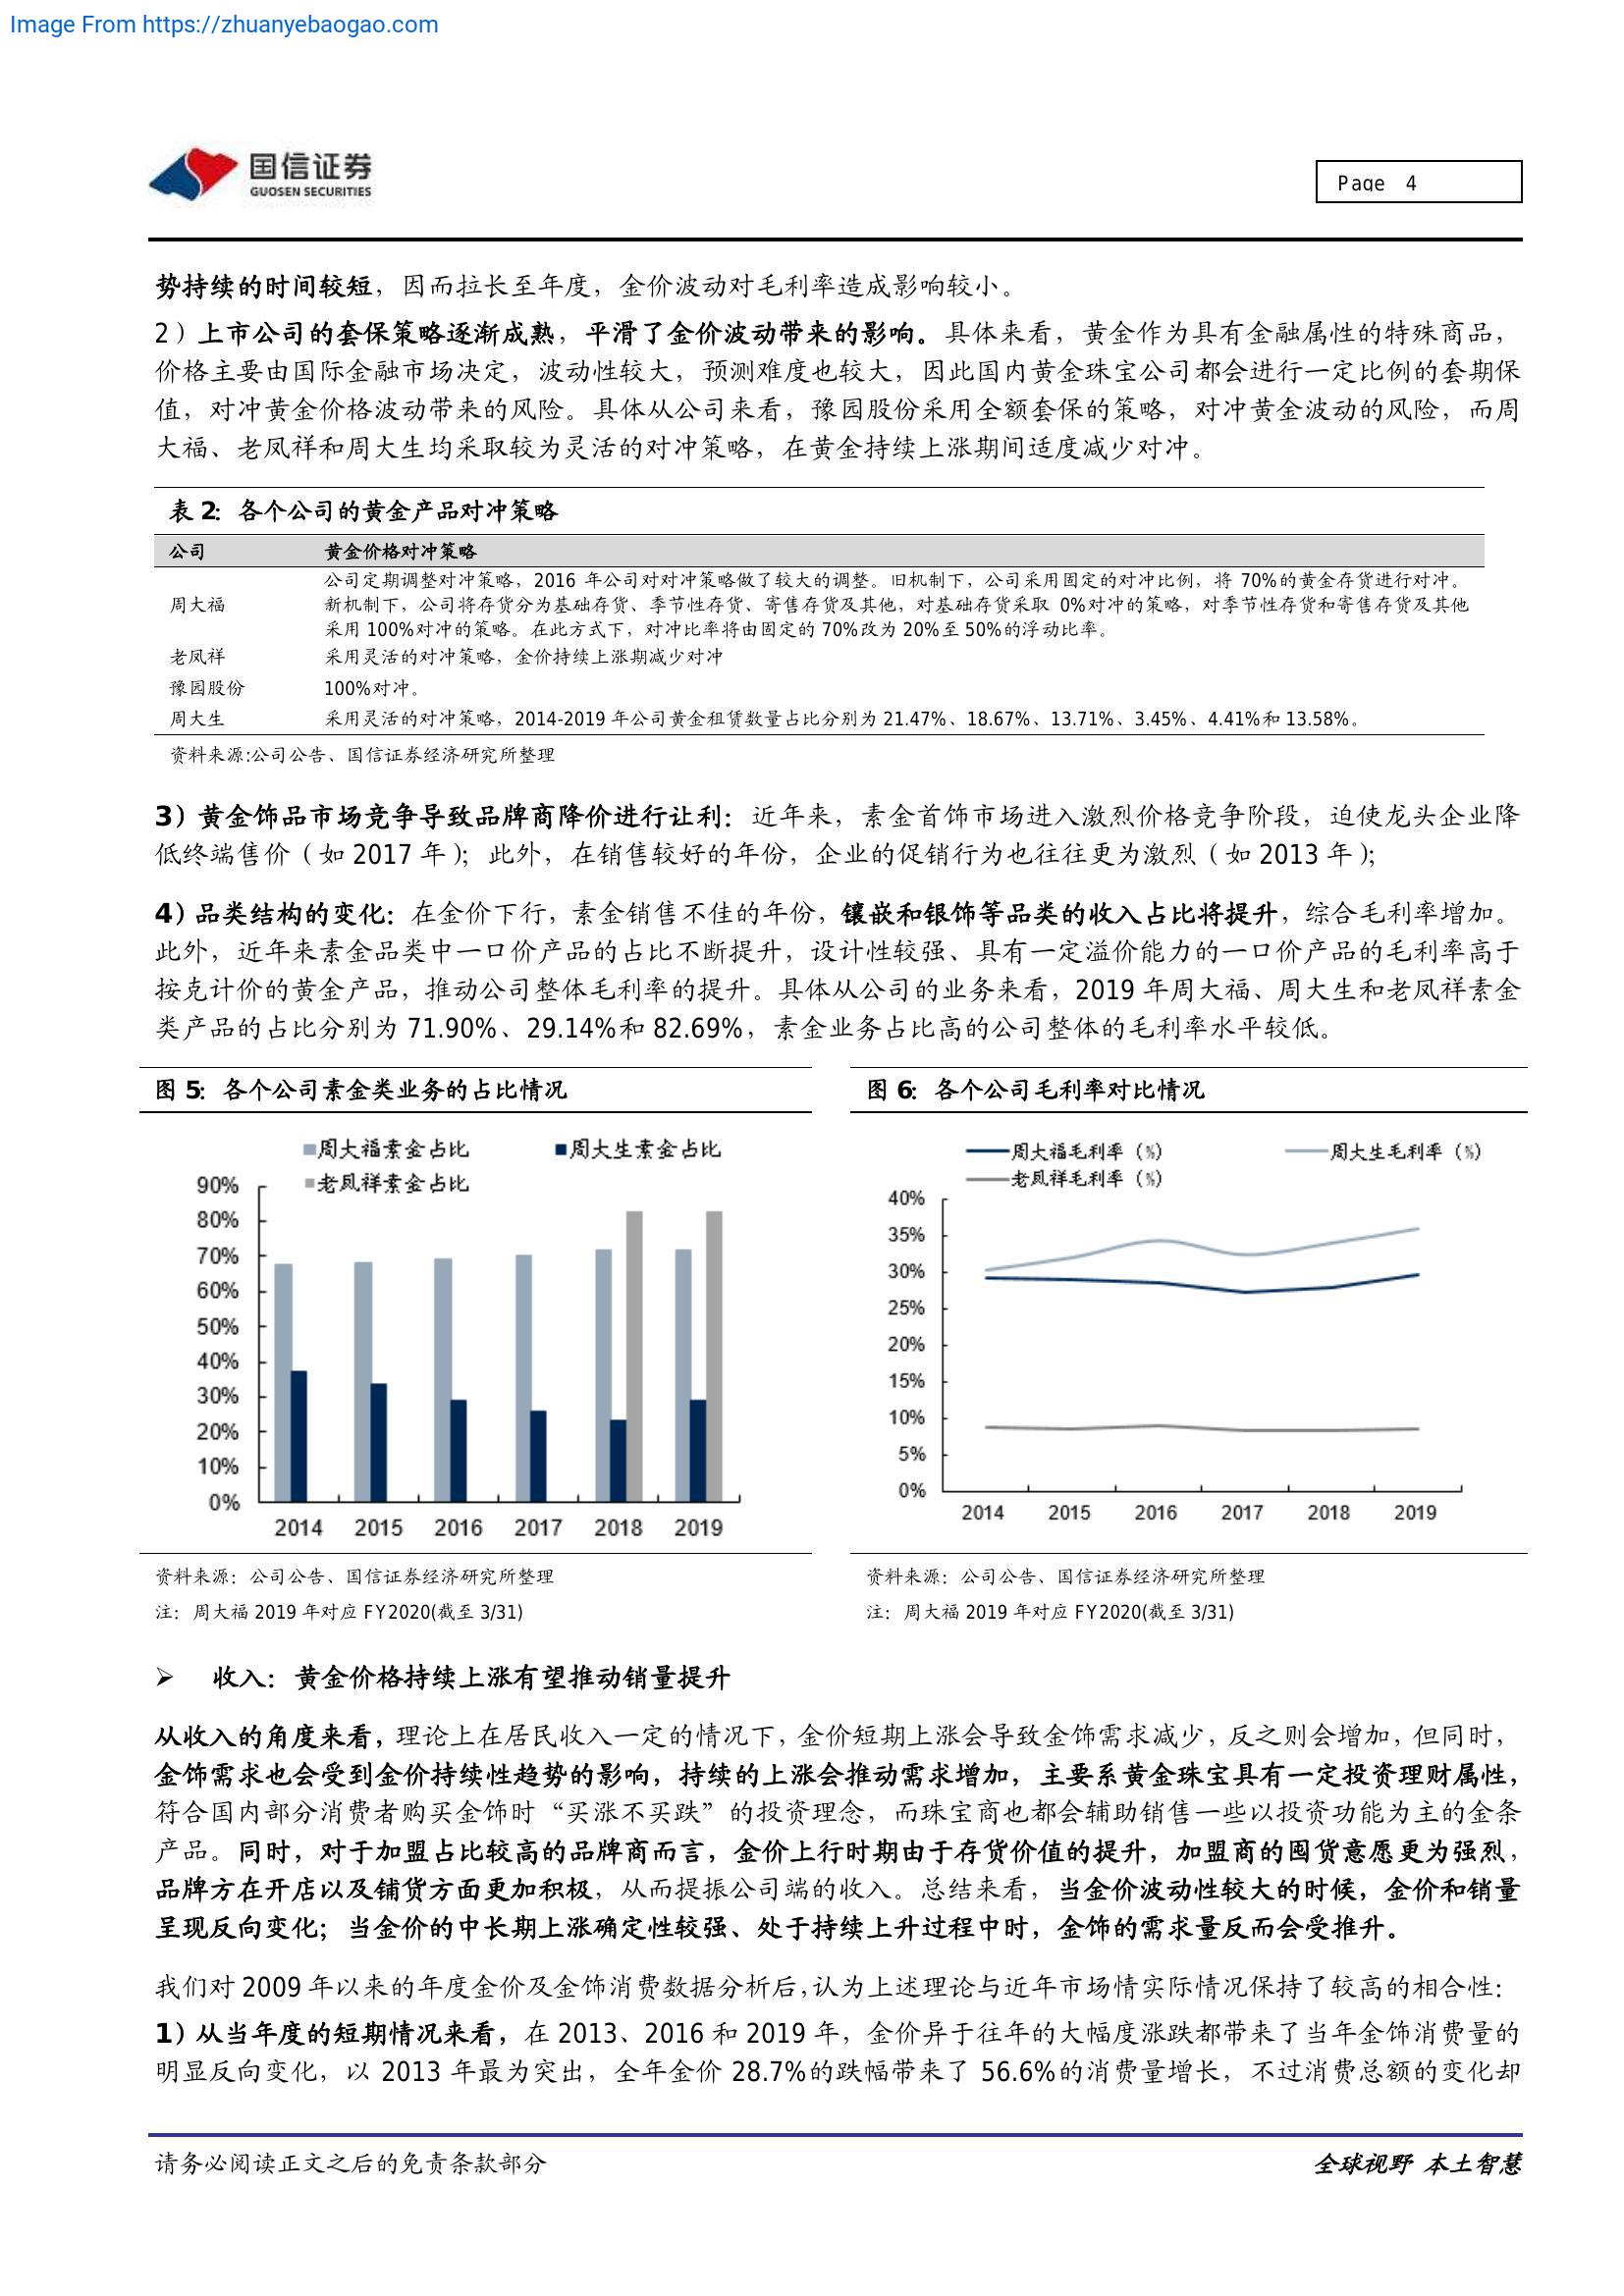 Image From https://zhuanyebaogao.com
国信证券
GUOSEN SECURITIES
Page 4
势持续的时间较短，因而拉长至年度，金价波动对毛利率造成影响较小。
2）上市公司的套保策略逐渐成熟，平滑了金价波动带来的影响。具体来看，黄金作为具有金融属性的特殊商品，
价格主要由国际金融市场决定，波动性较大，预测难度也较大，因此国内黄金珠宝公司都会进行一定比例的套期保
值，对冲黄金价格波动带来的风险。具体从公司来看，豫园股份采用全额套保的策略，对冲黄金波动的风险，而周
大福、老凤祥和周大生均采取较为灵活的对冲策略，在黄金持续上涨期间适度减少对冲。
表 2：各个公司的黄金产品对冲策略
公司 黄金价格对冲策略
公司定期调整对冲策略，2016 年公司对对冲策略做了较大的调整。旧机制下，公司采用固定的对冲比例，将 70%的黄金存货进行对冲。
周大福 新机制下，公司将存货分为基础存货、季节性存货、寄售存货及其他，对基础存货采取 0%对冲的策略，对季节性存货和寄售存货及其他
采用 100%对冲的策略。在此方式下，对冲比率将由固定的 70%改为 20%至 50%的浮动比率。
老凤祥 采用灵活的对冲策略，金价持续上涨期减少对冲
豫园股份 100%对冲。
周大生 采用灵活的对冲策略，2014-2019 年公司黄金租赁数量占比分别为 21.47%、18.67%、13.71%、3.45%、4.41%和 13.58%。
资料来源:公司公告、国信证券经济研究所整理
3）黄金饰品市场竞争导致品牌商降价进行让利：近年来，素金首饰市场进入激烈价格竞争阶段，迫使龙头企业降
低终端售价（如 2017 年）；此外，在销售较好的年份，企业的促销行为也往往更为激烈（如 2013 年）；
4）品类结构的变化：在金价下行，素金销售不佳的年份，镶嵌和银饰等品类的收入占比将提升，综合毛利率增加。
此外，近年来素金品类中一口价产品的占比不断提升，设计性较强、具有一定溢价能力的一口价产品的毛利率高于
按克计价的黄金产品，推动公司整体毛利率的提升。具体从公司的业务来看，2019 年周大福、周大生和老凤祥素金
类产品的占比分别为 71.90%、29.14%和 82.69%，素金业务占比高的公司整体的毛利率水平较低。
图 5：各个公司素金类业务的占比情况
周大福素金占比 周大生素金占比
老凤祥素金占比
90%
80%
70%
60%
50%
40%
30%
20%
10%
0%
2014 2015 2016 2017 2018 2019
资料来源：公司公告、国信证券经济研究所整理
注：周大福 2019 年对应 FY2020(截至 3/31)
图 6：各个公司毛利率对比情况
周大福毛利率（%） 周大生毛利率（%）
老凤祥毛利率（%）
40%
35%
30%
25%
20%
15%
10%
5%
0%
2014 2015 2016 2017 2018 2019
资料来源：公司公告、国信证券经济研究所整理
注：周大福 2019 年对应 FY2020(截至 3/31)
➢ 收入：黄金价格持续上涨有望推动销量提升
从收入的角度来看，理论上在居民收入一定的情况下，金价短期上涨会导致金饰需求减少，反之则会增加，但同时，
金饰需求也会受到金价持续性趋势的影响，持续的上涨会推动需求增加，主要系黄金珠宝具有一定投资理财属性，
符合国内部分消费者购买金饰时“买涨不买跌”的投资理念，而珠宝商也都会辅助销售一些以投资功能为主的金条
产品。同时，对于加盟占比较高的品牌商而言，金价上行时期由于存货价值的提升，加盟商的囤货意愿更为强烈，
品牌方在开店以及铺货方面更加积极，从而提振公司端的收入。总结来看，当金价波动性较大的时候，金价和销量
呈现反向变化；当金价的中长期上涨确定性较强、处于持续上升过程中时，金饰的需求量反而会受推升。
我们对 2009 年以来的年度金价及金饰消费数据分析后，认为上述理论与近年市场情实际情况保持了较高的相合性：
1）从当年度的短期情况来看，在 2013、2016 和 2019 年，金价异于往年的大幅度涨跌都带来了当年金饰消费量的
明显反向变化，以 2013 年最为突出，全年金价 28.7%的跌幅带来了 56.6%的消费量增长，不过消费总额的变化却
请务必阅读正文之后的免责条款部分
全球视野 本土智慧